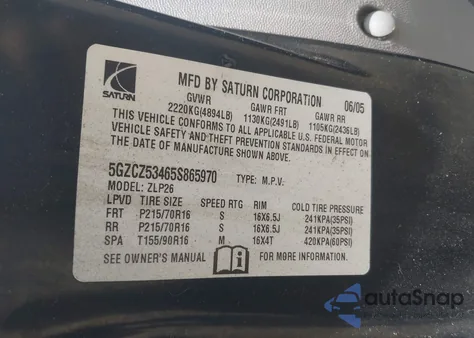 SATURN
MFD BY SATURN CORPORATION 06/05
GVWR GAWR FRT GAWR RR
2220KG(4894LB) 1130KG(2491LB) 1105KG(2436LB)
THIS VEHICLE CONFORMS TO ALL APPLICABLE U.S. FEDERAL MOTOR
VEHICLE SAFETY AND THEFT PREVENTION STANDARDS IN EFFECT ON
THE DATE OF MANUFACTURE SHOWN ABOVE.
5GZCZ53465S865970 TYPE: M.P.V.
MODEL: ZLP26
LPVD TIRE SIZE SPEED RTG RIM COLD TIRE PRESSURE
FRT P215/70R16 S 16X6.5J 241KPA(35PSI)
RR P215/70R16 S 16X6.5J 241KPA(35PSI)
SPA T155/90R16 M 16X4T 420KPA(60PSI)
SEE OWNER'S MANUAL i FOR MORE INFORMATION.
autoSnap